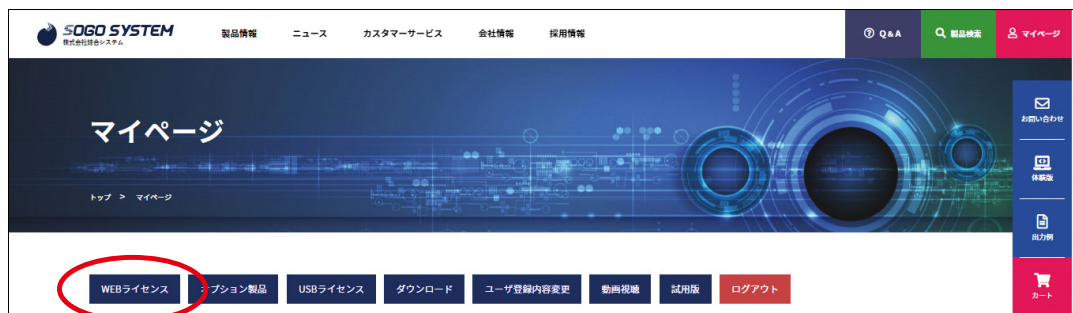 SOGO SYSTEM
株式会社総合システム
製品情報 ニュース カスタマーサービス 会社情報 採用情報
Q&A 製品検索 マイページ
マイページ
トップ > マイページ
お問い合わせ
体験版
出力例
カート
WEBライセンス オプション製品 USBライセンス ダウンロード ユーザ登録内容変更 動画視聴 試用版 ログアウト